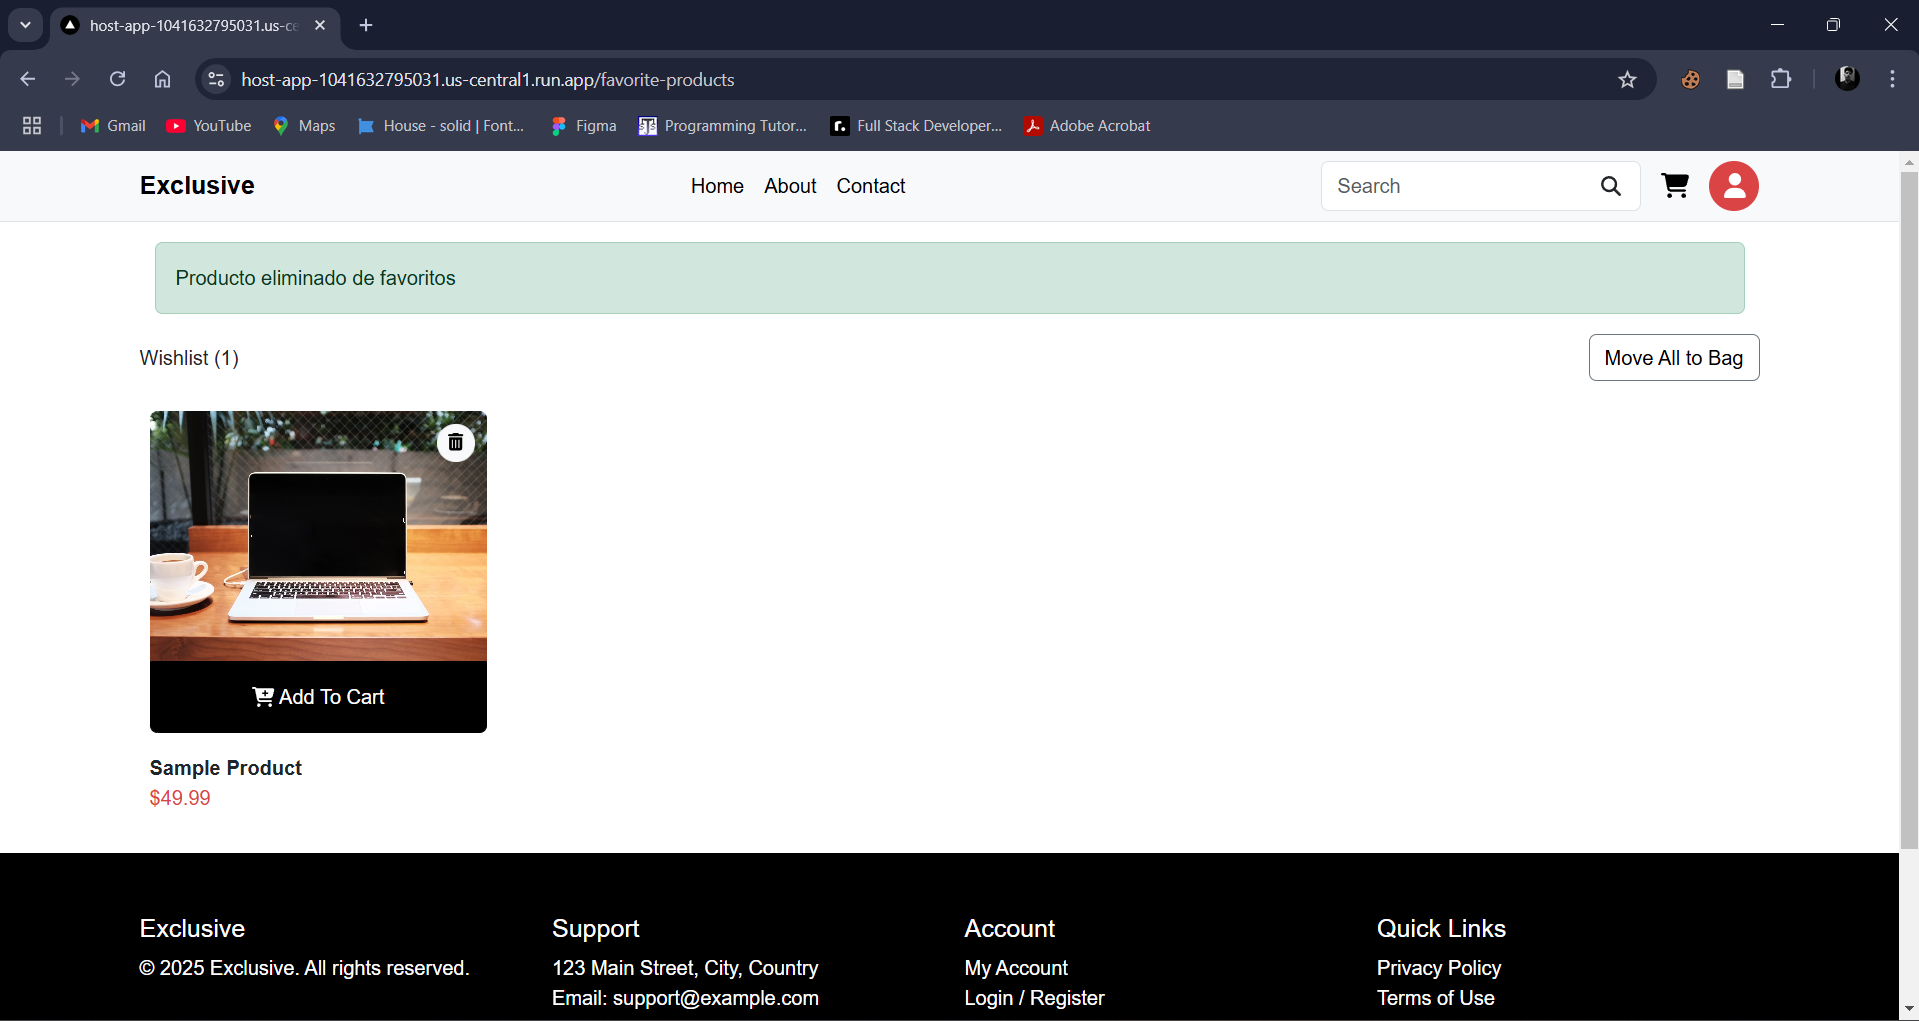 host-app-1041632795031.us-ce
host-app-1041632795031.us-central1.run.app/favorite-products
Gmail
YouTube
Maps
House - solid | Font...
Figma
Programming Tutor...
Full Stack Developer...
Adobe Acrobat
Exclusive
Home
About
Contact
Search
Producto eliminado de favoritos
Wishlist (1)
Move All to Bag
Add To Cart
Sample Product
$49.99
Exclusive
© 2025 Exclusive. All rights reserved.
Support
123 Main Street, City, Country
Email: support@example.com
Account
My Account
Login / Register
Quick Links
Privacy Policy
Terms of Use